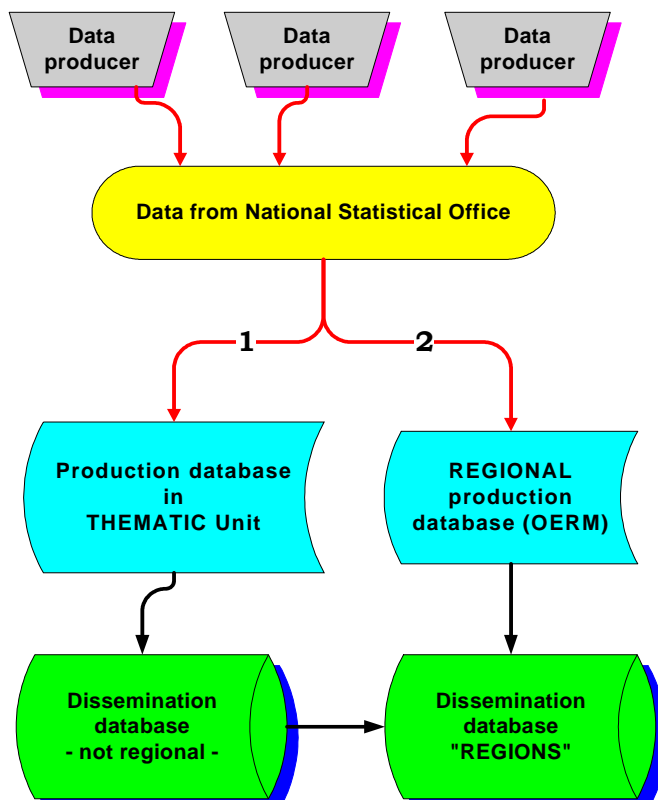 Data
producer
Data
producer
Data
producer
Data from National Statistical Office
1
2
Production database
in
THEMATIC Unit
REGIONAL
production
database (OERM)
Dissemination
database
- not regional -
Dissemination
database
"REGIONS"